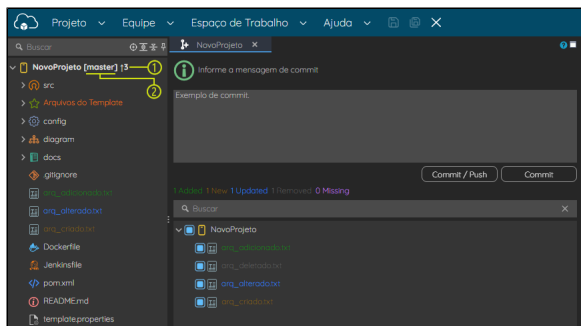 Projeto Equipe Espaço de Trabalho Ajuda
Buscar
NovoProjeto [master] ↑3 1
2
src
Arquivos do Template
config
diagram
docs
.gitignore
arq_adicionado.txt
arq_alterado.txt
arq_criado.txt
Dockerfile
Jenkinsfile
pom.xml
README.md
template.properties
NovoProjeto
Informe a mensagem de commit
Exemplo de commit.
Commit / Push Commit
1 Added 1 New 1 Updated 1 Removed 0 Missing
Buscar
NovoProjeto
arq_adicionado.txt
arq_deletado.txt
arq_alterado.txt
arq_criado.txt